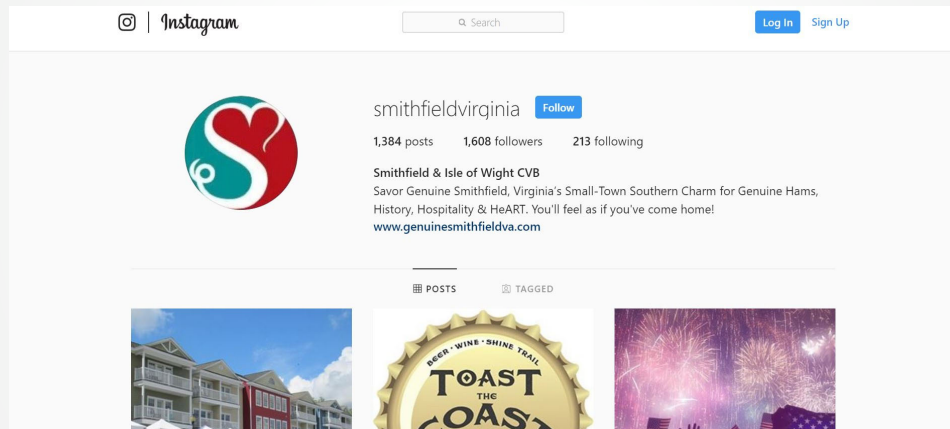 Instagram
Search
Log In
Sign Up
smithfieldvirginia
Follow
1,384 posts
1,608 followers
213 following
Smithfield & Isle of Wight CVB
Savor Genuine Smithfield, Virginia's Small-Town Southern Charm for Genuine Hams,
History, Hospitality & HeART. You'll feel as if you've come home!
www.genuinesmithfieldva.com
POSTS
TAGGED
BEER • WINE • SHINE TRAIL
TOAST
THE
COAST